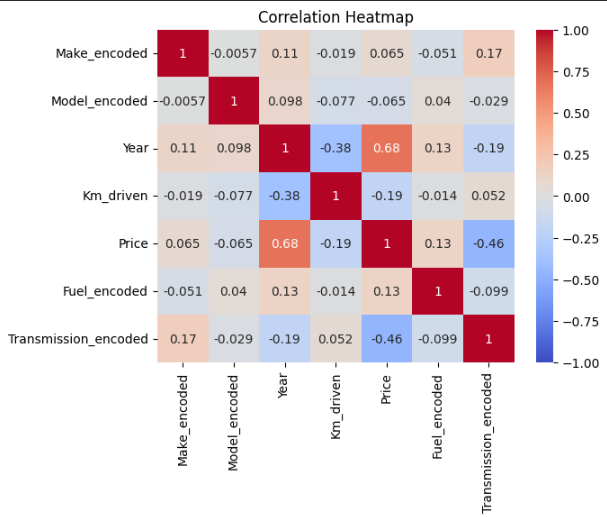 Correlation Heatmap
Make_encoded 1 -0.0057 0.11 -0.019 0.065 -0.051 0.17
Model_encoded -0.0057 1 0.098 -0.077 -0.065 0.04 -0.029
Year 0.11 0.098 1 -0.38 0.68 0.13 -0.19
Km_driven -0.019 -0.077 -0.38 1 -0.19 -0.014 0.052
Price 0.065 -0.065 0.68 -0.19 1 0.13 -0.46
Fuel_encoded -0.051 0.04 0.13 -0.014 0.13 1 -0.099
Transmission_encoded 0.17 -0.029 -0.19 0.052 -0.46 -0.099 1
Make_encoded
Model_encoded
Year
Km_driven
Price
Fuel_encoded
Transmission_encoded
1.00
0.75
0.50
0.25
0.00
−0.25
−0.50
−0.75
−1.00